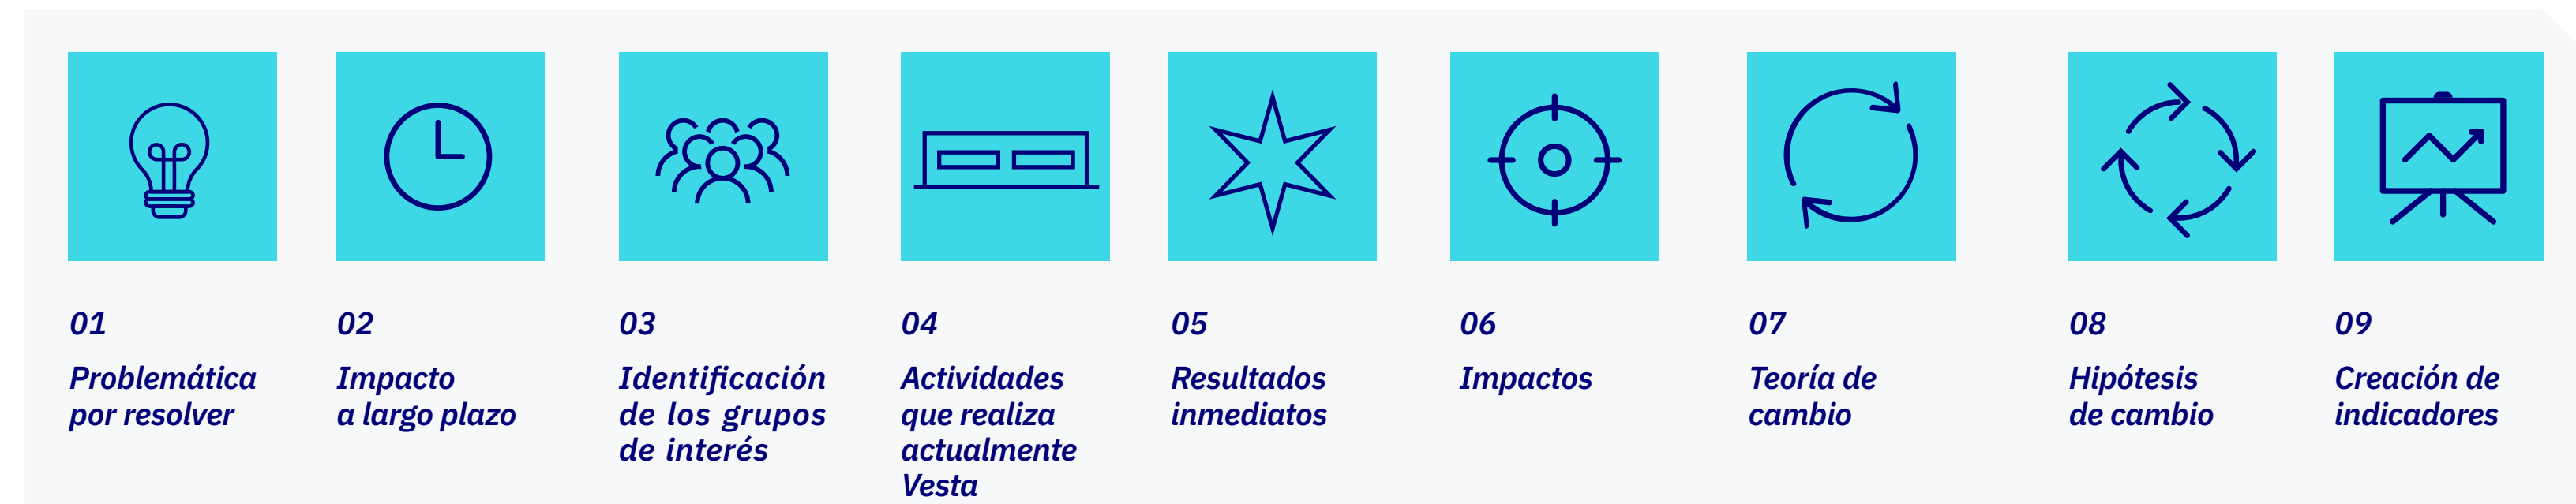 01
Problemática
por resolver
02
Impacto
a largo plazo
03
Identificación
de los grupos
de interés
04
Actividades
que realiza
actualmente
Vesta
05
Resultados
inmediatos
06
Impactos
07
Teoría de
cambio
08
Hipótesis
de cambio
09
Creación de
indicadores